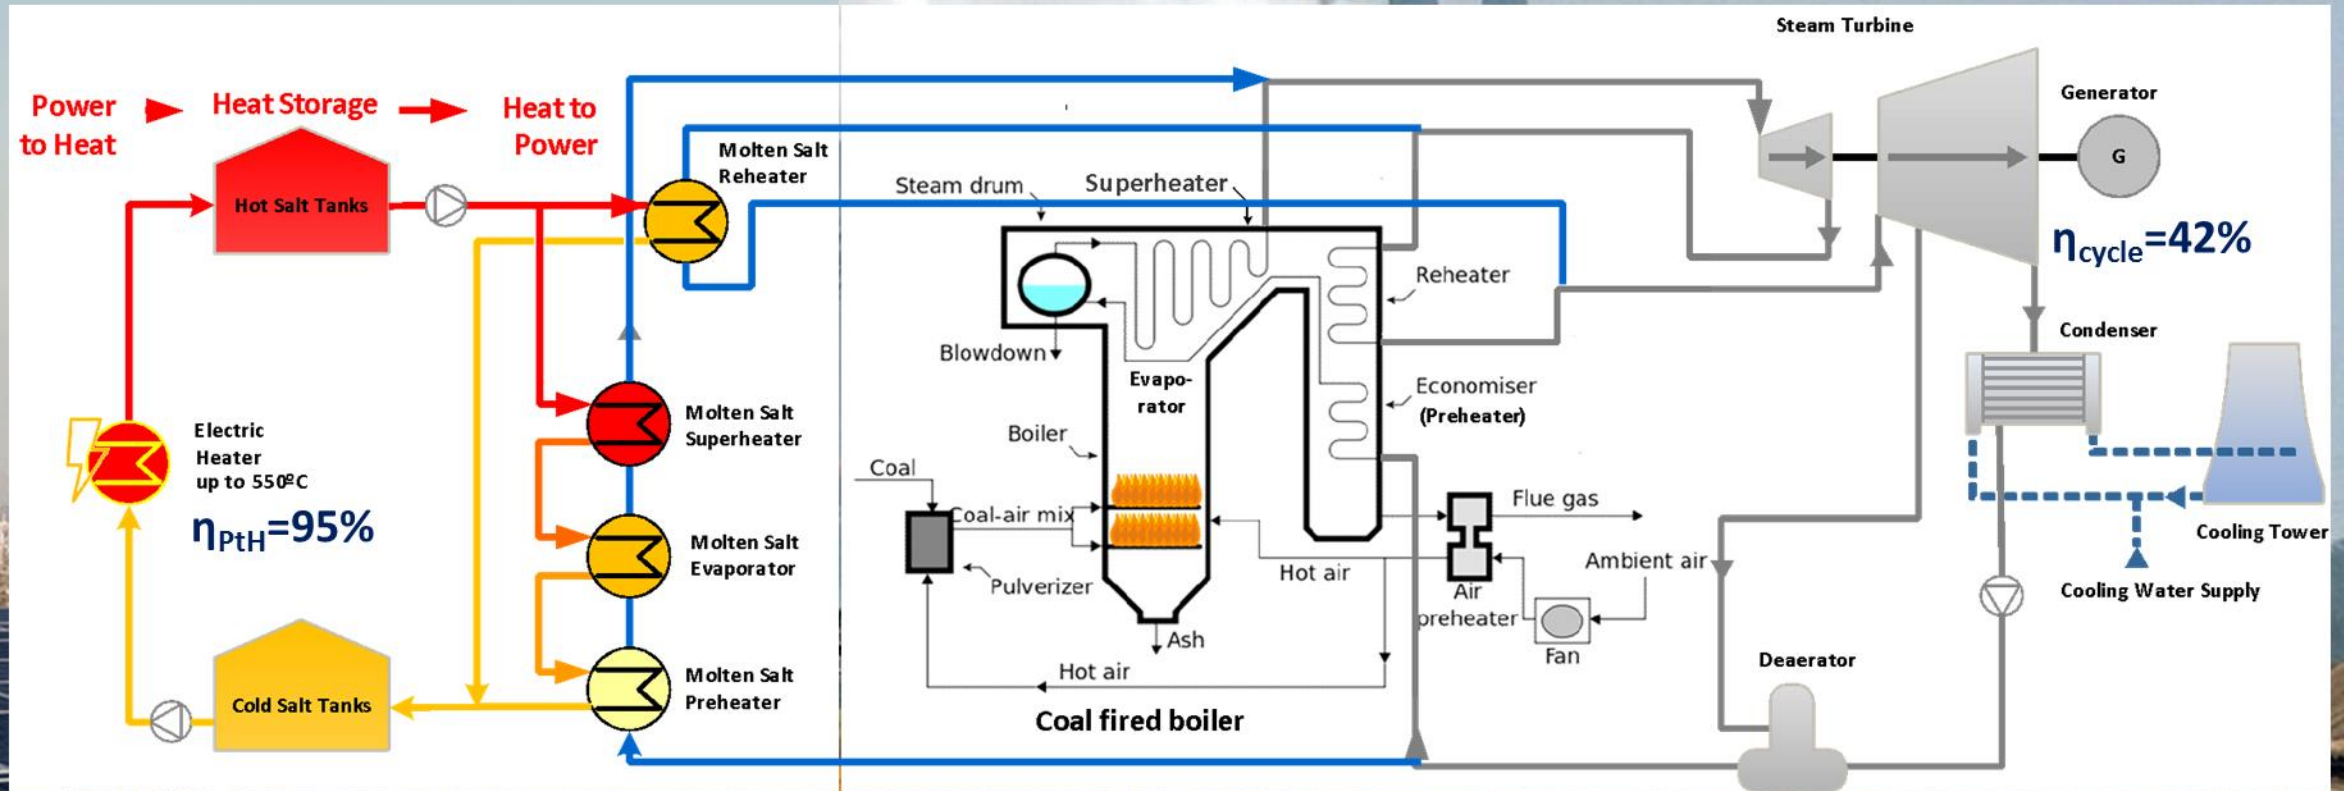 Steam Turbine
Power
to Heat
Heat Storage
Heat to
Power
Generator
G
ηcycle=42%
Molten Salt
Reheater
Steam drum
Superheater
Hot Salt Tanks
Reheater
Condenser
Blowdown
Evapo-
rator
Economiser
(Preheater)
Molten Salt
Superheater
Electric
Heater
up to 550ºC
ηPtH=95%
Boiler
Coal
Coal-air mix
Flue gas
Cooling Tower
Molten Salt
Evaporator
Pulverizer
Hot air
Air
preheater
Ambient air
Cooling Water Supply
Ash
Fan
Deaerator
Hot air
Molten Salt
Preheater
Cold Salt Tanks
Coal fired boiler